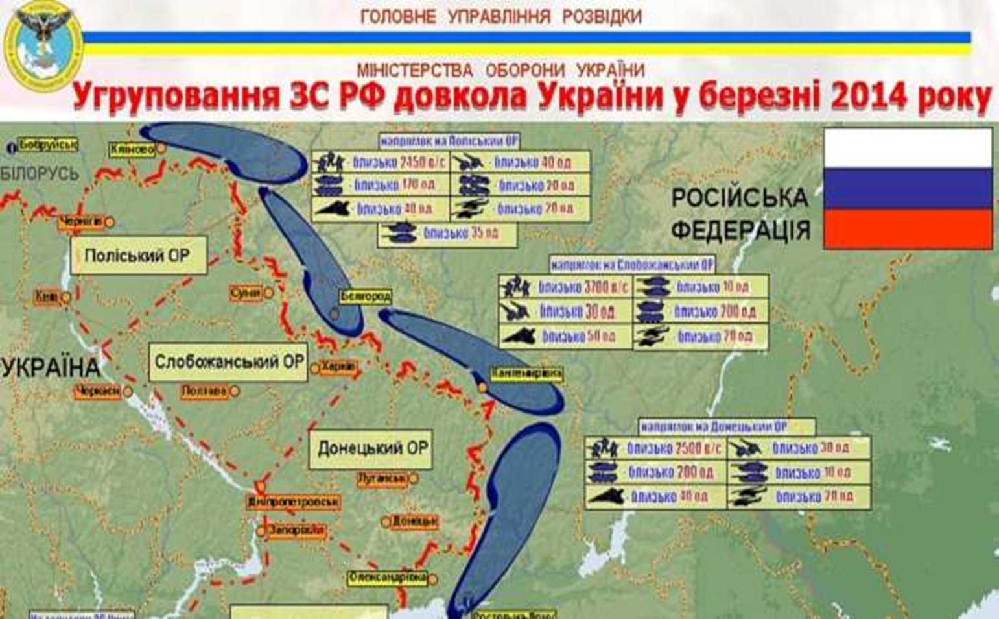 ГОЛОВНЕ УПРАВЛІННЯ РОЗВІДКИ
МІНІСТЕРСТВА ОБОРОНИ УКРАЇНИ
Угруповання ЗС РФ довкола України у березні 2014 року
Бобруйськ
Кліново
БІЛОРУСЬ
напрямок на Поліський ОР
близько 2450 в/с
близько 40 од
близько 170 од
близько 20 од
близько 40 од
близько 20 од
близько 35 од
РОСІЙСЬКА
ФЕДЕРАЦІЯ
Чернігів
Поліський ОР
напрямок на Слобожанський ОР
близько 3700 в/с
близько 10 од
близько 30 од
близько 200 од
близько 50 од
близько 20 од
Київ
Суми
Бєлгород
УКРАЇНА
Слобожанський ОР
Харків
Кантемирівка
Черкаси
Полтава
напрямок на Донецький ОР
близько 2500 в/с
близько 30 од
близько 200 од
близько 10 од
близько 40 од
близько 20 од
Донецький ОР
Луганськ
Дніпропетровськ
Донецьк
Запоріжжя
Олександрівка